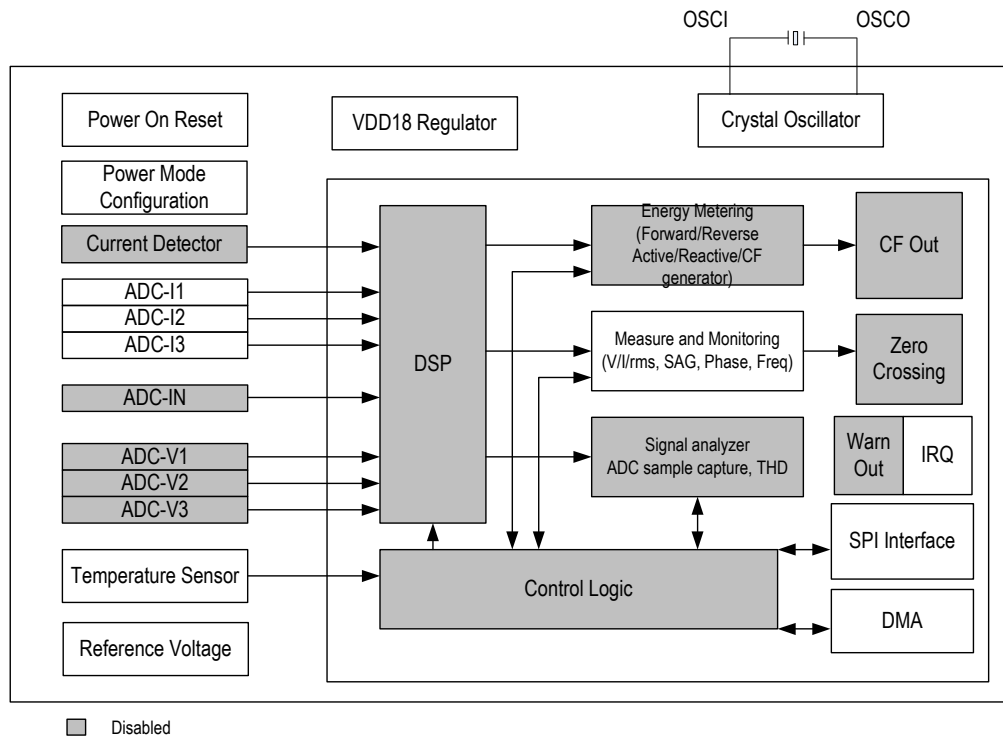 OSCI
OSCO
Power On Reset
VDD18 Regulator
Crystal Oscillator
Power Mode
Configuration
Current Detector
ADC-I1
ADC-I2
ADC-I3
ADC-IN
ADC-V1
ADC-V2
ADC-V3
Temperature Sensor
Reference Voltage
DSP
Energy Metering
(Forward/Reverse
Active/Reactive/CF
generator)
CF Out
Measure and Monitoring
(V/I/rms, SAG, Phase, Freq)
Zero
Crossing
Signal analyzer
ADC sample capture, THD
Warn
Out
IRQ
Control Logic
SPI Interface
DMA
Disabled